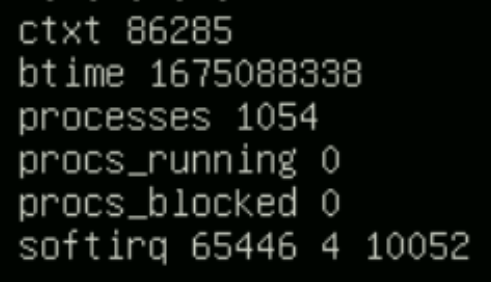 ctxt 86285
btime 1675088338
processes 1054
procs_running 0
procs_blocked 0
softirq 65446 4 10052